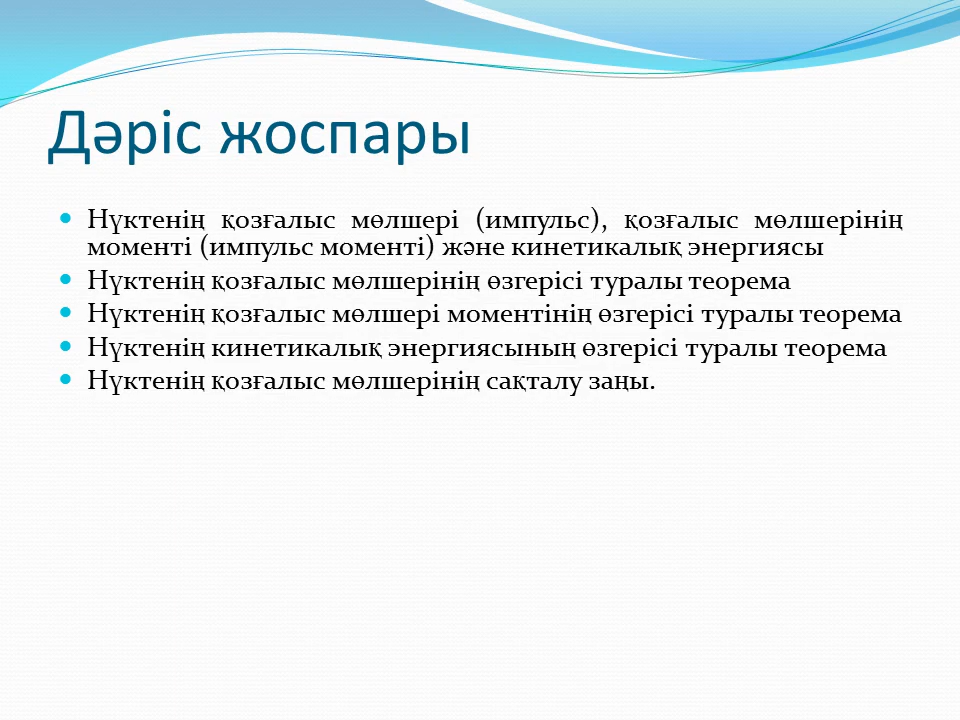 Дәріс жоспары
• Нүктенің қозғалыс мөлшері (импульс), қозғалыс мөлшерінің
моменті (импульс моменті) және кинетикалық энергиясы
• Нүктенің қозғалыс мөлшерінің өзгерісі туралы теорема
• Нүктенің қозғалыс мөлшері моментінің өзгерісі туралы теорема
• Нүктенің кинетикалық энергиясының өзгерісі туралы теорема
• Нүктенің қозғалыс мөлшерінің сақталу заңы.